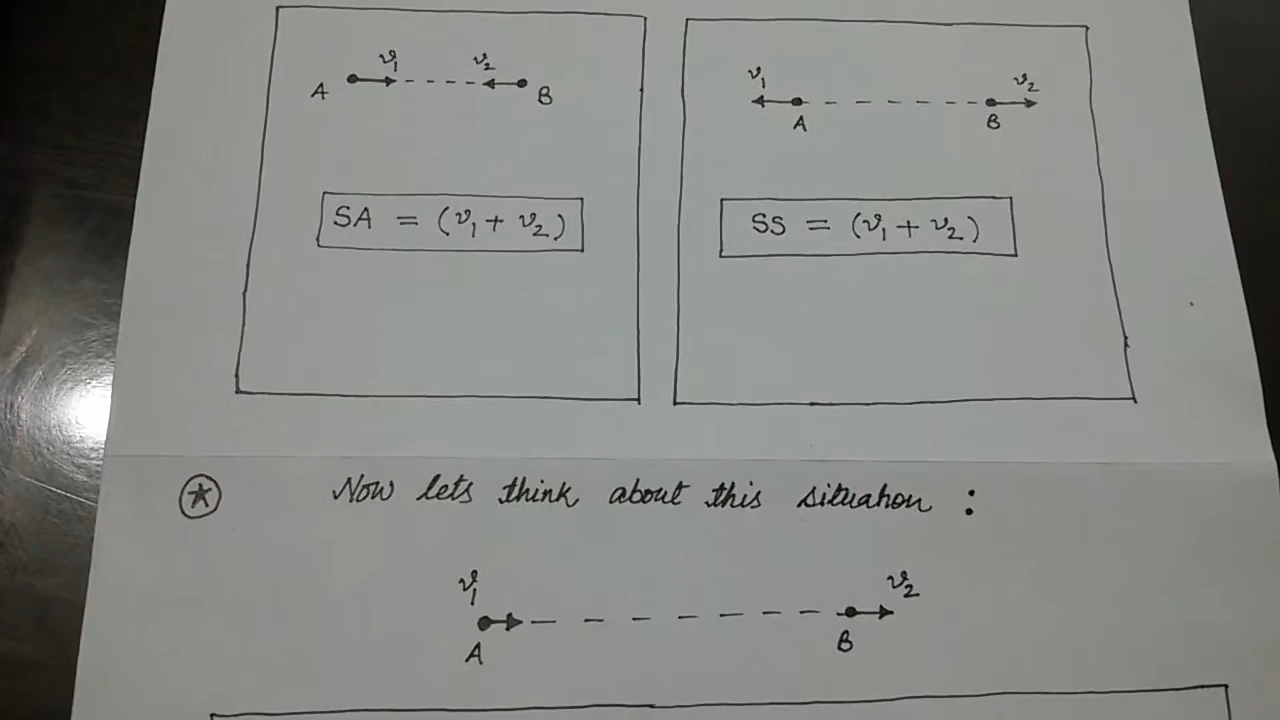 v₁ v₂
A B
SA = (v₁ + v₂)
v₁ v₂
A B
SS = (v₁ + v₂)
★ Now lets think about this situation :
v₁ v₂
A B